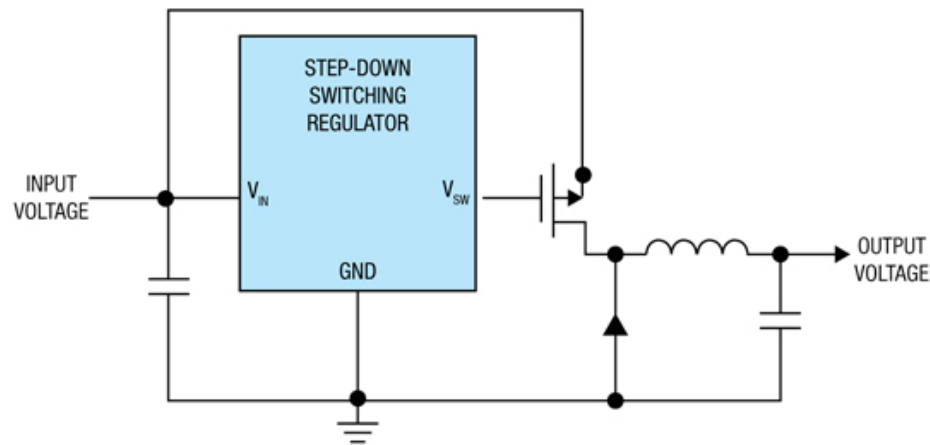 STEP-DOWN
SWITCHING
REGULATOR
INPUT
VOLTAGE
VIN
VSW
GND
OUTPUT
VOLTAGE